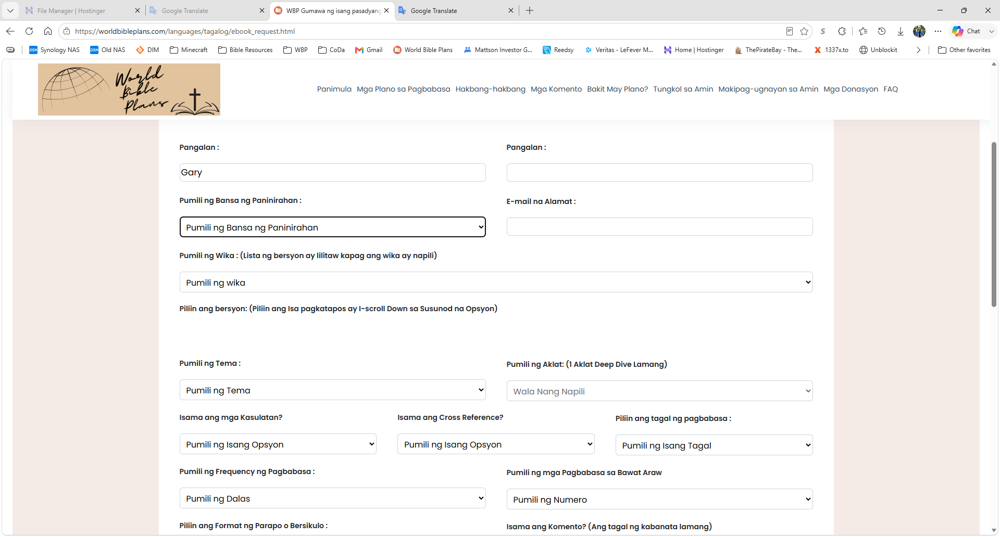 File Manager | Hostinger
Google Translate
WBP Gumawa ng isang pasadyang
Google Translate
https://worldbibleplans.com/languages/tagalog/ebook_request.html
Chat
DSM Synology NAS
DSM Old NAS
DIM
Minecraft
Bible Resources
WBP
CoDa
Gmail
World Bible Plans
Mattson Investor G...
Reedsy
Veritas - LeFever M...
Home | Hostinger
ThePirateBay - The...
1337x.to
Unblockit
Other favorites
World
Bible
Plans
Panimula Mga Plano sa Pagbabasa Hakbang-hakbang Mga Komento Bakit May Plano? Tungkol sa Amin Makipag-ugnayan sa Amin Mga Donasyon FAQ
Pangalan :
Pangalan :
Gary
Pumili ng Bansa ng Paninirahan :
E-mail na Alamat :
Pumili ng Bansa ng Paninirahan
Pumili ng Wika : (Lista ng bersyon ay lilitaw kapag ang wika ay napili)
Pumili ng wika
Piliin ang bersyon: (Piliin ang Isa pagkatapos ay I-scroll Down sa Susunod na Opsyon)
Pumili ng Tema :
Pumili ng Aklat: (1 Aklat Deep Dive Lamang)
Pumili ng Tema
Wala Nang Napili
Isama ang mga Kasulatan?
Isama ang Cross Reference?
Piliin ang tagal ng pagbabasa :
Pumili ng Isang Opsyon
Pumili ng Isang Opsyon
Pumili ng Isang Tagal
Pumili ng Frequency ng Pagbabasa :
Pumili ng mga Pagbabasa sa Bawat Araw
Pumili ng Dalas
Pumili ng Numero
Piliin ang Format ng Parapo o Bersikulo :
Isama ang Komento? (Ang tagal ng kabanata lamang)